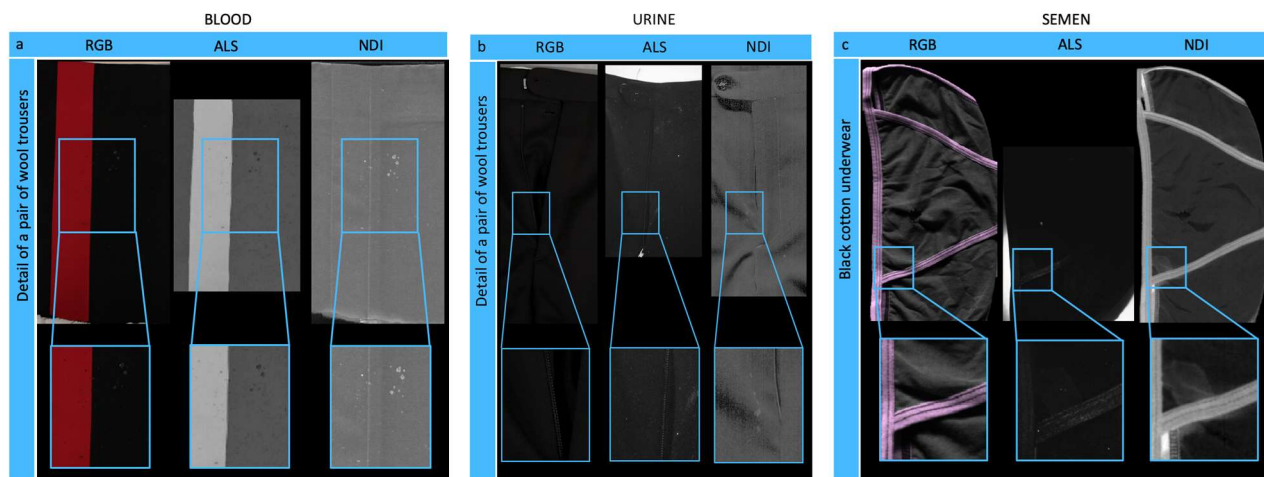 BLOOD
a RGB ALS NDI
Detail of a pair of wool trousers
URINE
b RGB ALS NDI
Detail of a pair of wool trousers
SEMEN
c RGB ALS NDI
Black cotton underwear